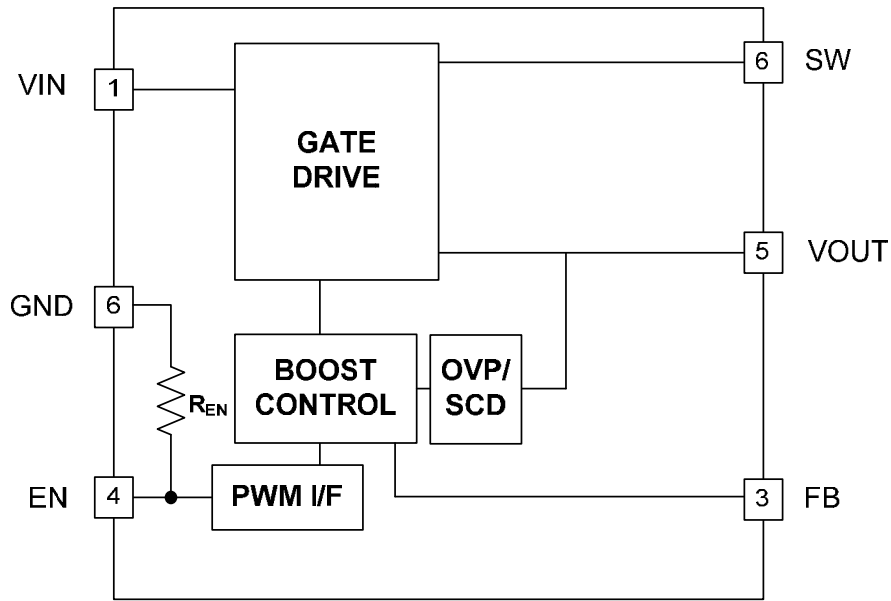 VIN
1
GATE
DRIVE
6
SW
5
VOUT
GND
6
R_EN
BOOST
CONTROL
OVP/
SCD
EN
4
PWM I/F
3
FB